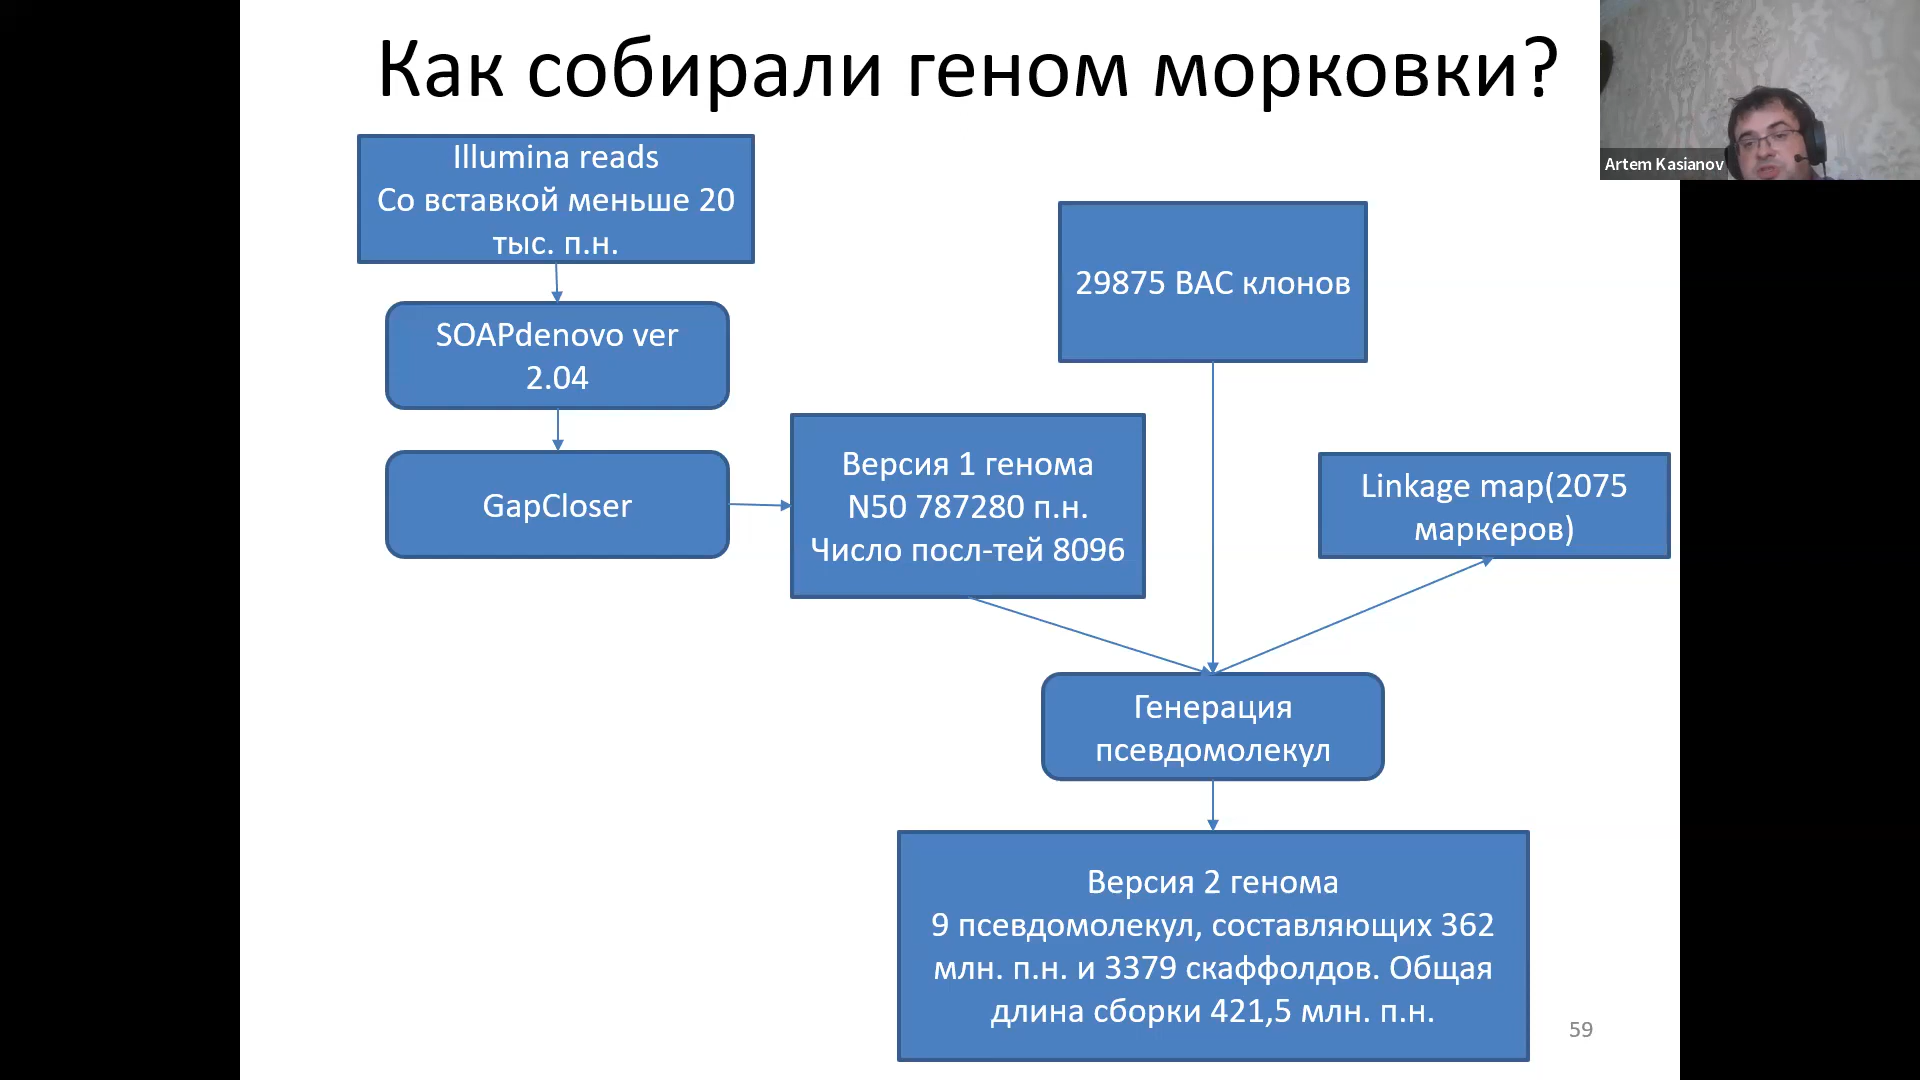 Как собирали геном морковки?
Artem Kasianov
Illumina reads
Со вставкой меньше 20
тыс. п.н.
29875 BAC клонов
SOAPdenovo ver
2.04
Версия 1 генома
N50 787280 п.н.
Число посл-тей 8096
Linkage map(2075
маркеров)
GapCloser
Генерация
псевдомолекул
Версия 2 генома
9 псевдомолекул, составляющих 362
млн. п.н. и 3379 скаффолдов. Общая
длина сборки 421,5 млн. п.н.
59